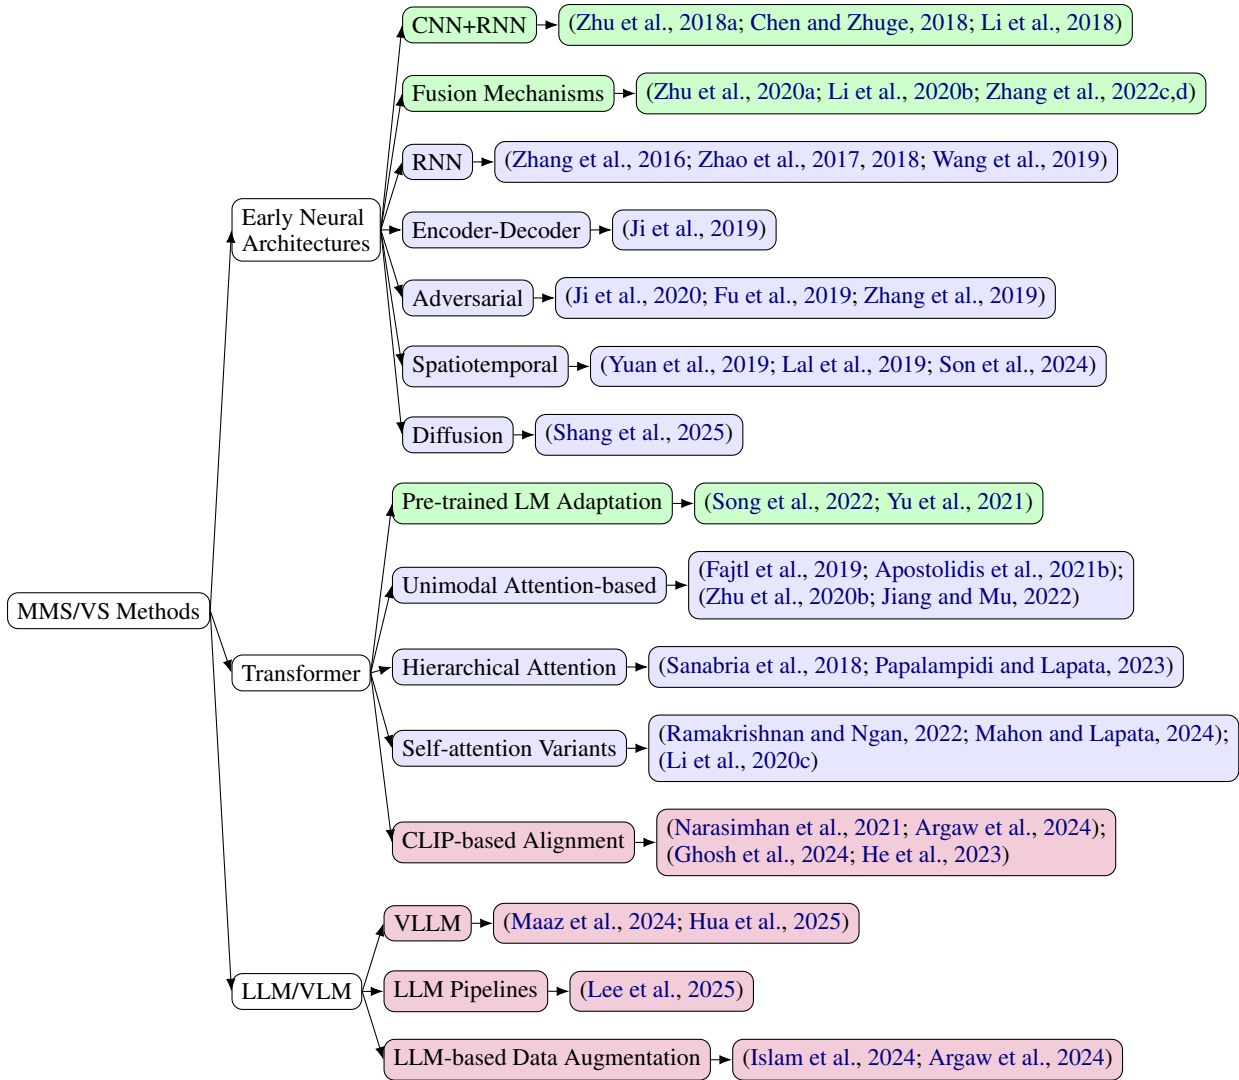 MMS/VS Methods
Early Neural
Architectures
CNN+RNN
(Zhu et al., 2018a; Chen and Zhuge, 2018; Li et al., 2018)
Fusion Mechanisms
(Zhu et al., 2020a; Li et al., 2020b; Zhang et al., 2022c,d)
RNN
(Zhang et al., 2016; Zhao et al., 2017, 2018; Wang et al., 2019)
Encoder-Decoder
(Ji et al., 2019)
Adversarial
(Ji et al., 2020; Fu et al., 2019; Zhang et al., 2019)
Spatiotemporal
(Yuan et al., 2019; Lal et al., 2019; Son et al., 2024)
Diffusion
(Shang et al., 2025)
Transformer
Pre-trained LM Adaptation
(Song et al., 2022; Yu et al., 2021)
Unimodal Attention-based
(Fajtl et al., 2019; Apostolidis et al., 2021b);
(Zhu et al., 2020b; Jiang and Mu, 2022)
Hierarchical Attention
(Sanabria et al., 2018; Papalampidi and Lapata, 2023)
Self-attention Variants
(Ramakrishnan and Ngan, 2022; Mahon and Lapata, 2024);
(Li et al., 2020c)
CLIP-based Alignment
(Narasimhan et al., 2021; Argaw et al., 2024);
(Ghosh et al., 2024; He et al., 2023)
LLM/VLM
VLLM
(Maaz et al., 2024; Hua et al., 2025)
LLM Pipelines
(Lee et al., 2025)
LLM-based Data Augmentation
(Islam et al., 2024; Argaw et al., 2024)